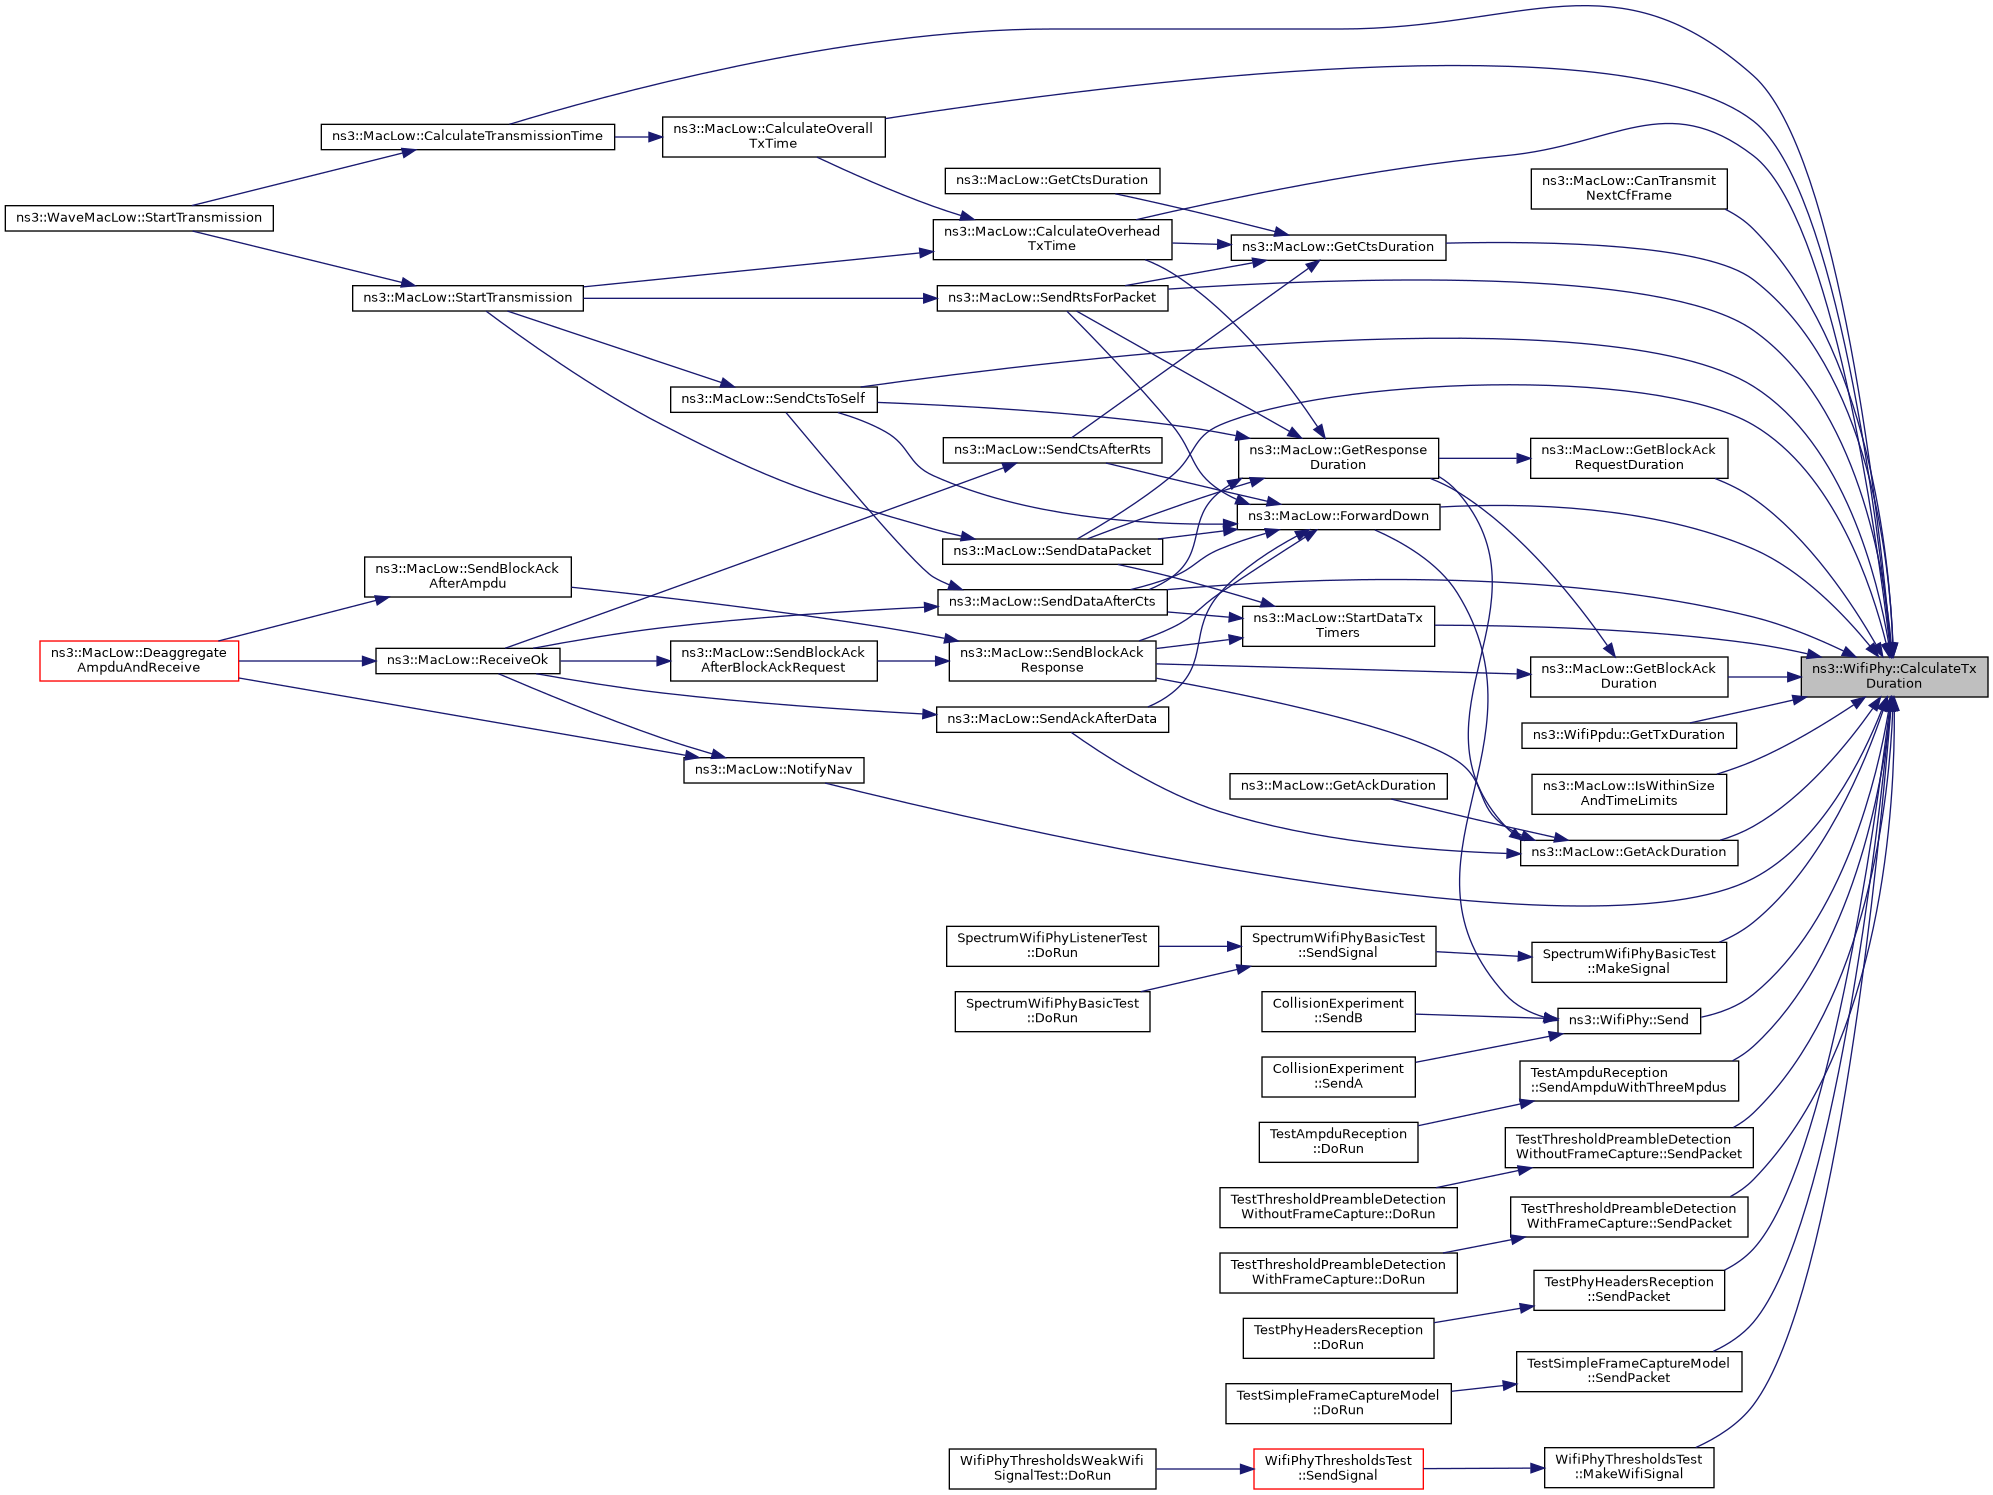 ns3::MacLow::CalculateTransmissionTime
ns3::MacLow::CalculateOverall
TxTime
ns3::MacLow::GetCtsDuration
ns3::MacLow::CanTransmit
NextCfFrame
ns3::WaveMacLow::StartTransmission
ns3::MacLow::CalculateOverhead
TxTime
ns3::MacLow::GetCtsDuration
ns3::MacLow::StartTransmission
ns3::MacLow::SendRtsForPacket
ns3::MacLow::SendCtsToSelf
ns3::MacLow::SendCtsAfterRts
ns3::MacLow::GetResponse
Duration
ns3::MacLow::GetBlockAck
RequestDuration
ns3::MacLow::ForwardDown
ns3::MacLow::SendDataPacket
ns3::MacLow::SendBlockAck
AfterAmpdu
ns3::MacLow::SendDataAfterCts
ns3::MacLow::StartDataTx
Timers
ns3::MacLow::Deaggregate
AmpduAndReceive
ns3::MacLow::ReceiveOk
ns3::MacLow::SendBlockAck
AfterBlockAckRequest
ns3::MacLow::SendBlockAck
Response
ns3::MacLow::GetBlockAck
Duration
ns3::WifiPhy::CalculateTx
Duration
ns3::MacLow::SendAckAfterData
ns3::WifiPpdu::GetTxDuration
ns3::MacLow::NotifyNav
ns3::MacLow::GetAckDuration
ns3::MacLow::IsWithinSize
AndTimeLimits
ns3::MacLow::GetAckDuration
SpectrumWifiPhyListenerTest
::DoRun
SpectrumWifiPhyBasicTest
::SendSignal
SpectrumWifiPhyBasicTest
::MakeSignal
SpectrumWifiPhyBasicTest
::DoRun
CollisionExperiment
::SendB
ns3::WifiPhy::Send
CollisionExperiment
::SendA
TestAmpduReception
::SendAmpduWithThreeMpdus
TestAmpduReception
::DoRun
TestThresholdPreambleDetection
WithoutFrameCapture::SendPacket
TestThresholdPreambleDetection
WithoutFrameCapture::DoRun
TestThresholdPreambleDetection
WithFrameCapture::SendPacket
TestThresholdPreambleDetection
WithFrameCapture::DoRun
TestPhyHeadersReception
::SendPacket
TestPhyHeadersReception
::DoRun
TestSimpleFrameCaptureModel
::SendPacket
TestSimpleFrameCaptureModel
::DoRun
WifiPhyThresholdsWeakWifi
SignalTest::DoRun
WifiPhyThresholdsTest
::SendSignal
WifiPhyThresholdsTest
::MakeWifiSignal